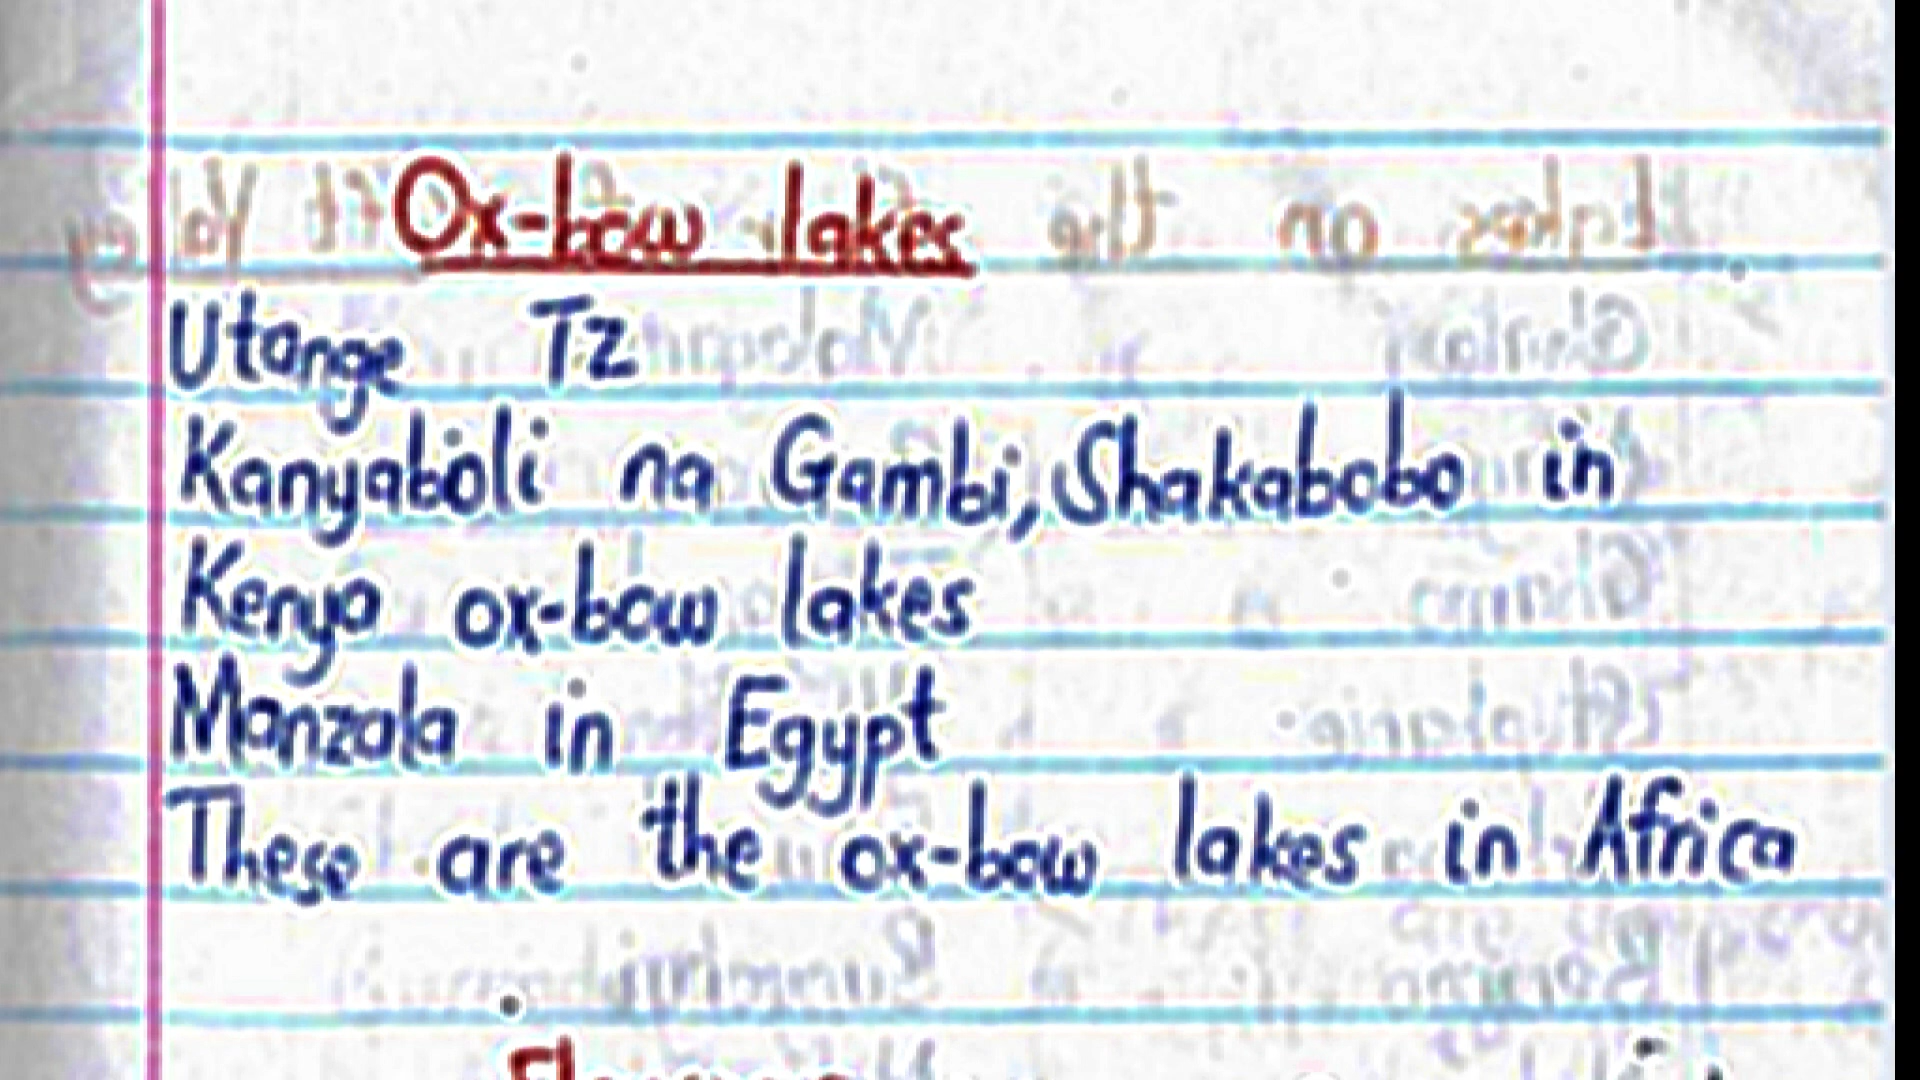 Ox-bow lakes
Utange TZ
Kanyaboli na Gambi, Shakabobo in
Kenya ox-bow lakes
Manzala in Egypt
These are the ox-bow lakes in Africa